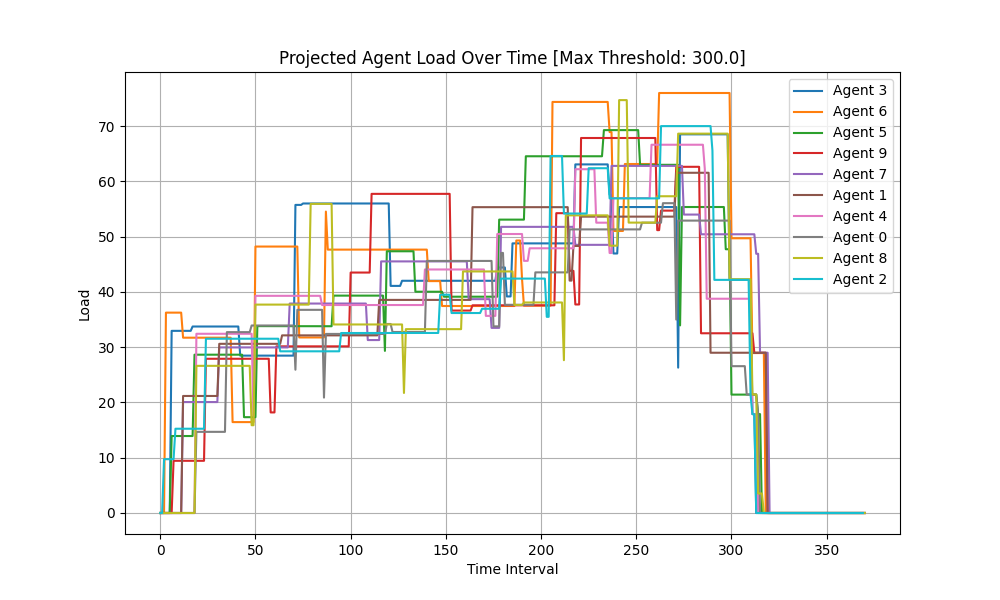 Projected Agent Load Over Time [Max Threshold: 300.0]
Load
70
60
50
40
30
20
10
0
0 50 100 150 200 250 300 350
Time Interval
Agent 3
Agent 6
Agent 5
Agent 9
Agent 7
Agent 1
Agent 4
Agent 0
Agent 8
Agent 2